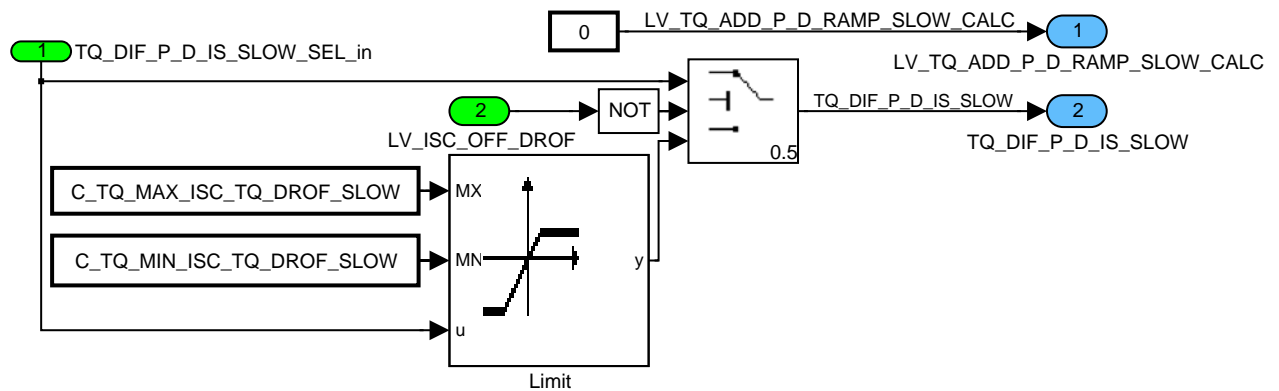 0
LV_TQ_ADD_P_D_RAMP_SLOW_CALC
1
LV_TQ_ADD_P_D_RAMP_SLOW_CALC
1
TQ_DIF_P_D_IS_SLOW_SEL_in
2
LV_ISC_OFF_DROF
NOT
0.5
TQ_DIF_P_D_IS_SLOW
2
TQ_DIF_P_D_IS_SLOW
C_TQ_MAX_ISC_TQ_DROF_SLOW
MX
C_TQ_MIN_ISC_TQ_DROF_SLOW
MN
y
u
Limit